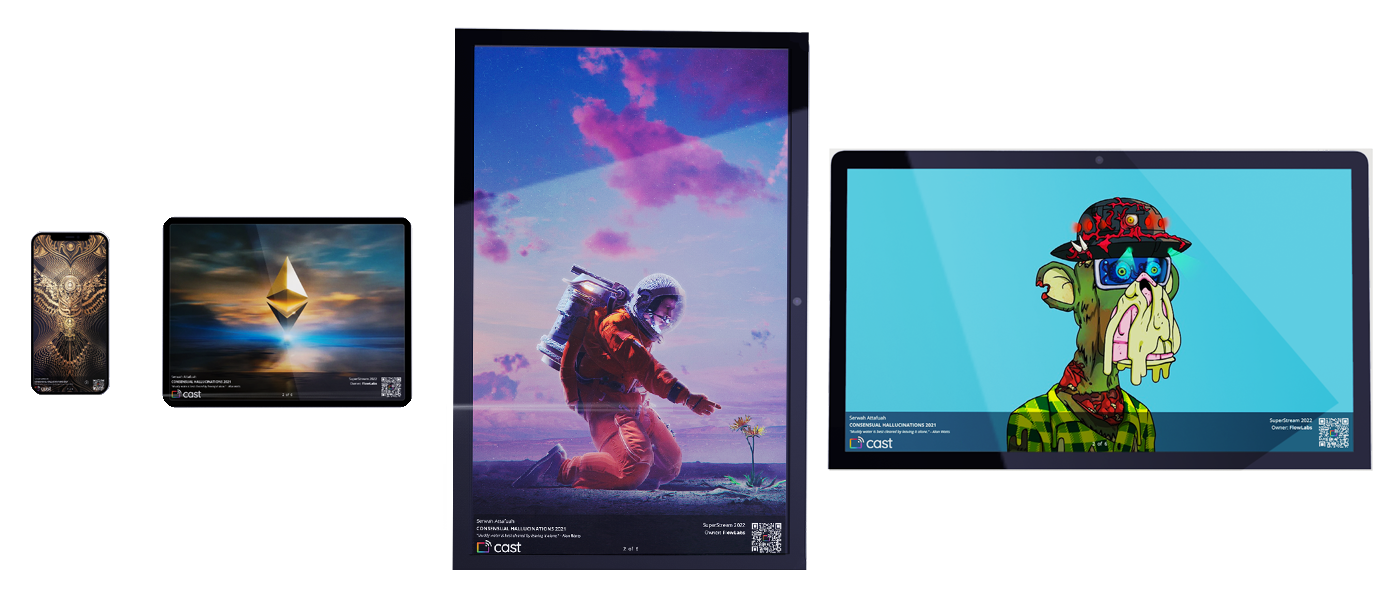 Serwah Attafuah
CONSENSUAL HALLUCINATIONS 2021
cast
2 of 6
SuperStream 2022
Owner: FlowLabs
Serwah Attafuah
CONSENSUAL HALLUCINATIONS 2021
"Muddy water is best cleared by leaving it alone." - Alan Watts
cast
2 of 6
SuperStream 2022
Owner: FlowLabs
Serwah Attafuah
CONSENSUAL HALLUCINATIONS 2021
"Muddy water is best cleared by leaving it alone." - Alan Watts
cast
2 of 6
SuperStream 2022
Owner: FlowLabs